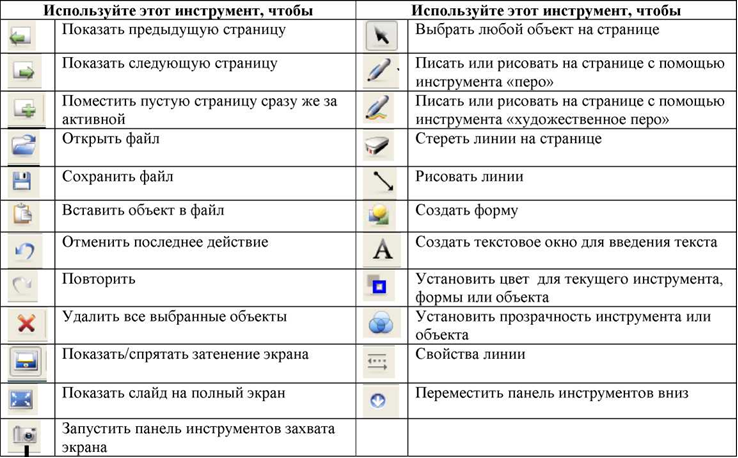 Используйте этот инструмент, чтобы
Используйте этот инструмент, чтобы
Показать предыдущую страницу
Выбрать любой объект на странице
Показать следующую страницу
Писать или рисовать на странице с помощью
инструмента «перо»
Поместить пустую страницу сразу же за
активной
Писать или рисовать на странице с помощью
инструмента «художественное перо»
Открыть файл
Стереть линии на странице
Сохранить файл
Рисовать линии
Вставить объект в файл
Создать форму
Отменить последнее действие
A
Создать текстовое окно для введения текста
Повторить
Установить цвет для текущего инструмента,
формы или объекта
Удалить все выбранные объекты
Установить прозрачность инструмента или
объекта
Показать/спрятать затенение экрана
Свойства линии
Показать слайд на полный экран
Переместить панель инструментов вниз
Запустить панель инструментов захвата
экрана